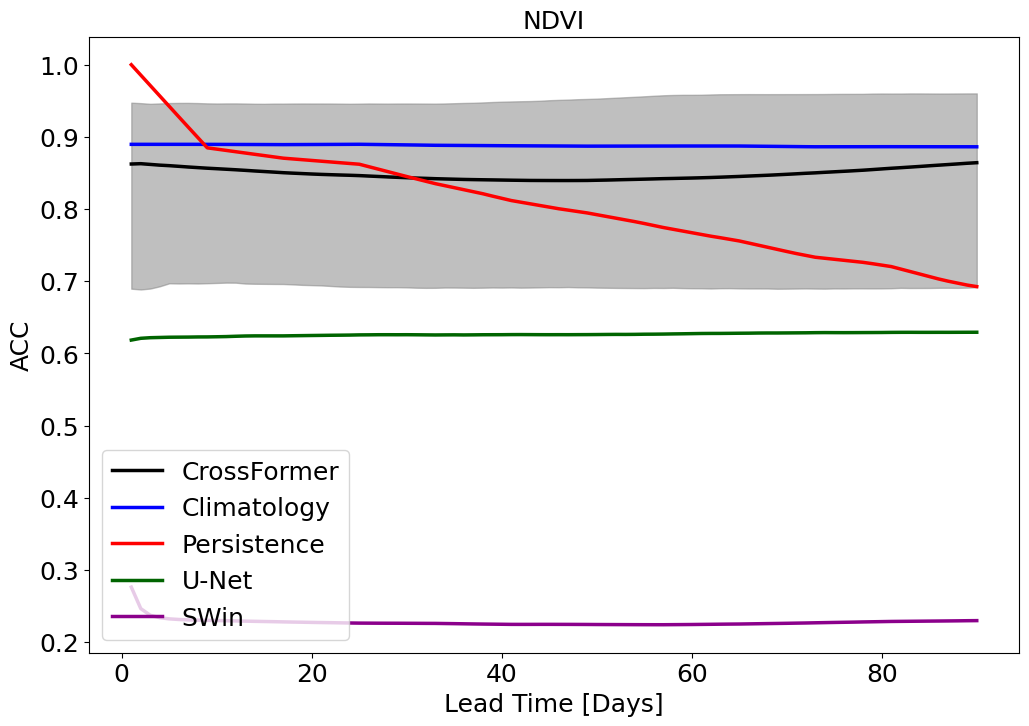 NDVI
ACC
1.0
0.9
0.8
0.7
0.6
0.5
0.4
0.3
0.2
CrossFormer
Climatology
Persistence
U-Net
SWin
0 20 40 60 80
Lead Time [Days]